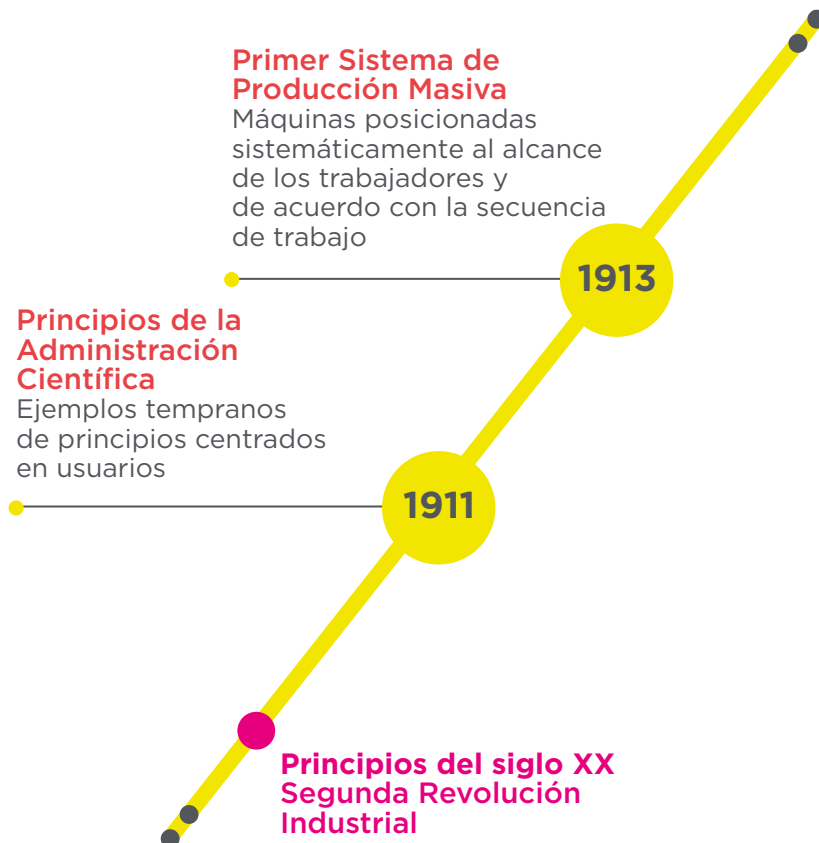 Primer Sistema de
Producción Masiva
Máquinas posicionadas
sistemáticamente al alcance
de los trabajadores y
de acuerdo con la secuencia
de trabajo
1913
Principios de la
Administración
Científica
Ejemplos tempranos
de principios centrados
en usuarios
1911
Principios del siglo XX
Segunda Revolución
Industrial